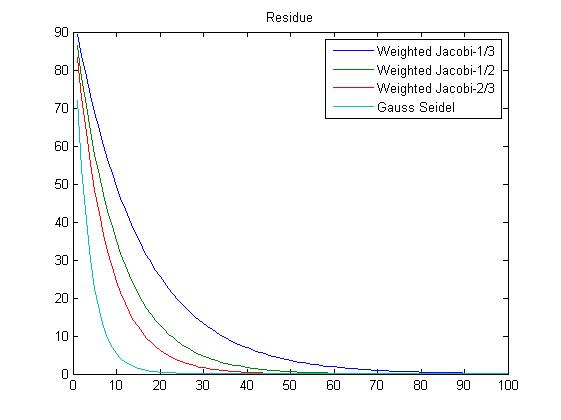 Residue
90
80
70
60
50
40
30
20
10
0
Weighted Jacobi-1/3
Weighted Jacobi-1/2
Weighted Jacobi-2/3
Gauss Seidel
0 10 20 30 40 50 60 70 80 90 100